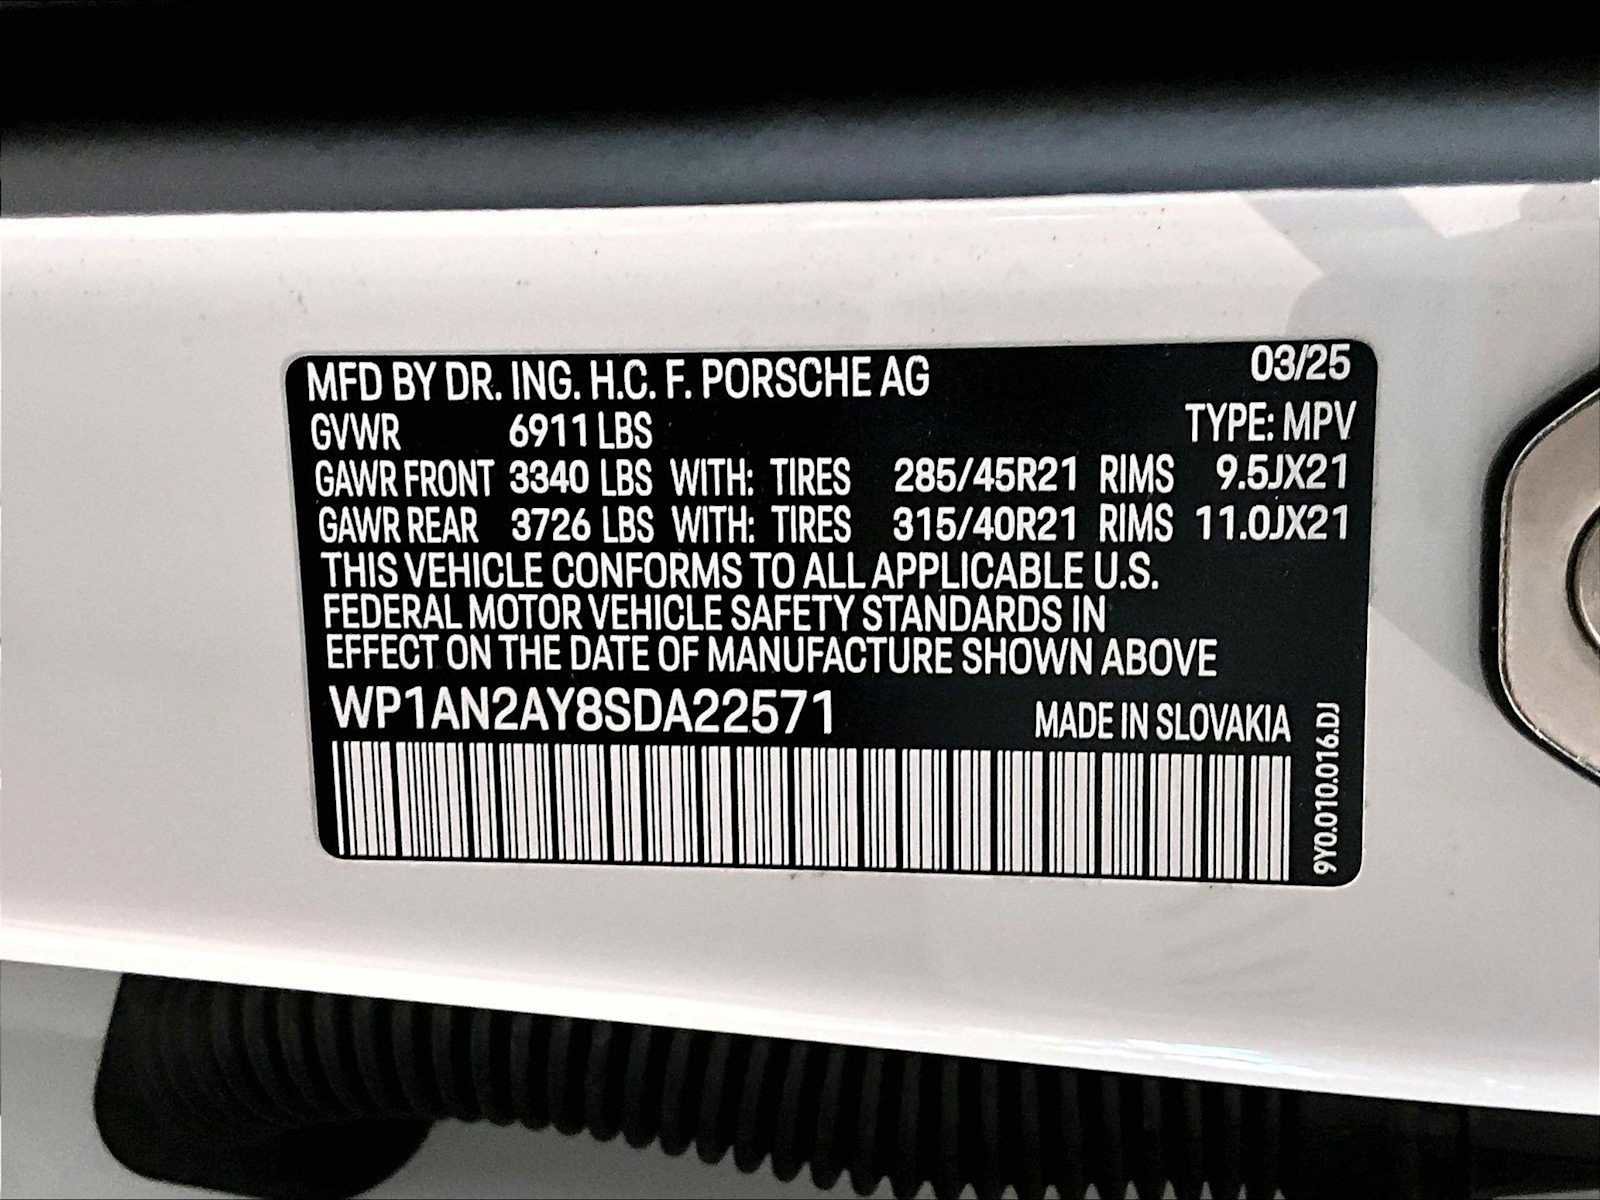 MFD BY DR. ING. H.C. F. PORSCHE AG 03/25
GVWR 6911 LBS TYPE: MPV
GAWR FRONT 3340 LBS WITH: TIRES 285/45R21 RIMS 9.5JX21
GAWR REAR 3726 LBS WITH: TIRES 315/40R21 RIMS 11.0JX21
THIS VEHICLE CONFORMS TO ALL APPLICABLE U.S.
FEDERAL MOTOR VEHICLE SAFETY STANDARDS IN
EFFECT ON THE DATE OF MANUFACTURE SHOWN ABOVE
WP1AN2AY8SDA22571 MADE IN SLOVAKIA
9Y0.010.016.DJ